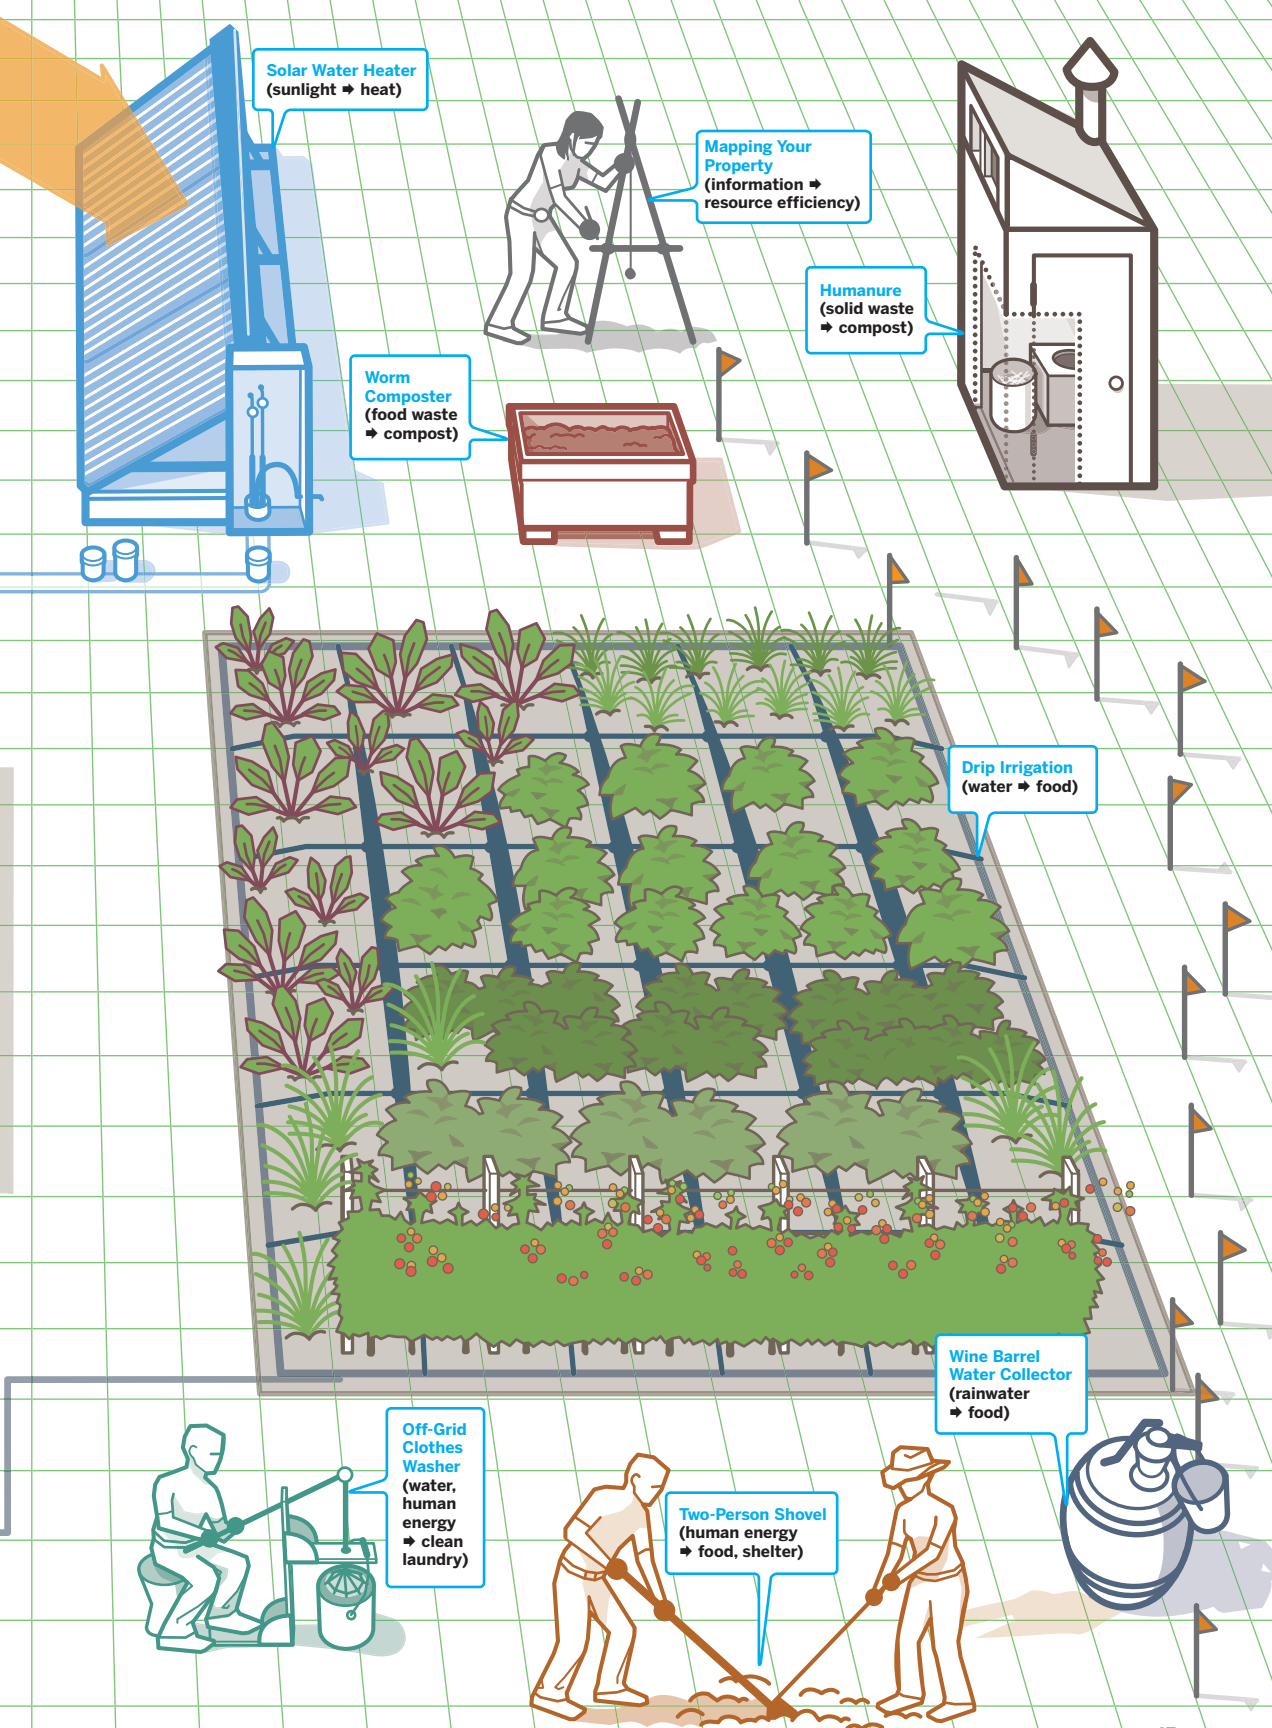 Solar Water Heater
(sunlight ➡ heat)
Mapping Your
Property
(information ➡
resource efficiency)
Humanure
(solid waste
➡ compost)
Worm
Composter
(food waste
➡ compost)
Drip Irrigation
(water ➡ food)
Wine Barrel
Water Collector
(rainwater
➡ food)
Off-Grid
Clothes
Washer
(water,
human
energy
➡ clean
laundry)
Two-Person Shovel
(human energy
➡ food, shelter)